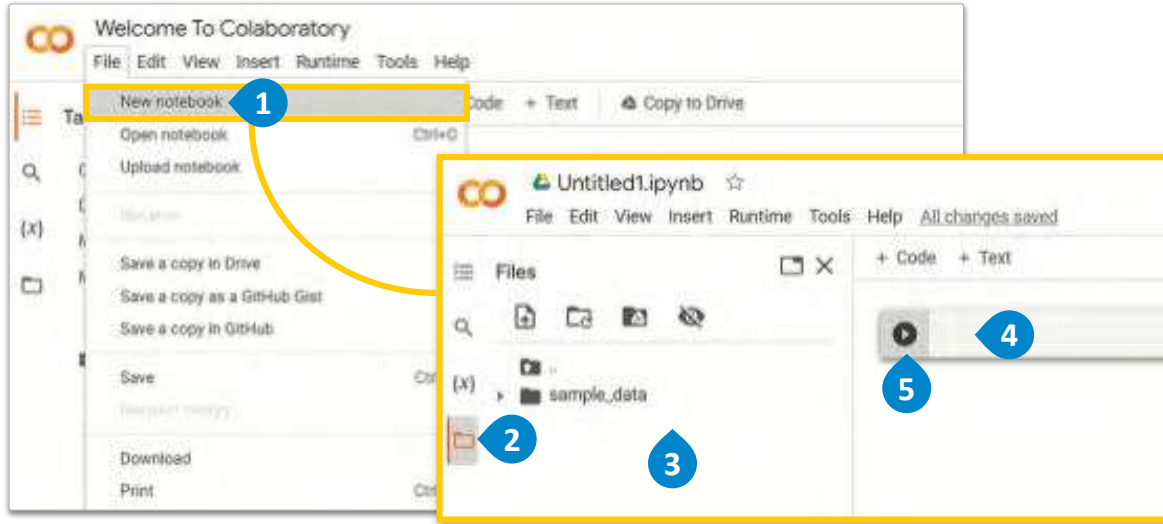 Welcome To Colaboratory
File Edit View Insert Runtime Tools Help
New notebook 1
Code + Text Copy to Drive
Ta
Open notebook Ctrl+O
Upload notebook
{x}
Save a copy in Drive
Save a copy as a GitHub Gist
Save a copy in GitHub
Save
Download
Print
Untitled1.ipynb
File Edit View Insert Runtime Tools Help All changes saved
Files
+ Code + Text
4
5
..
{x} sample_data
2
3